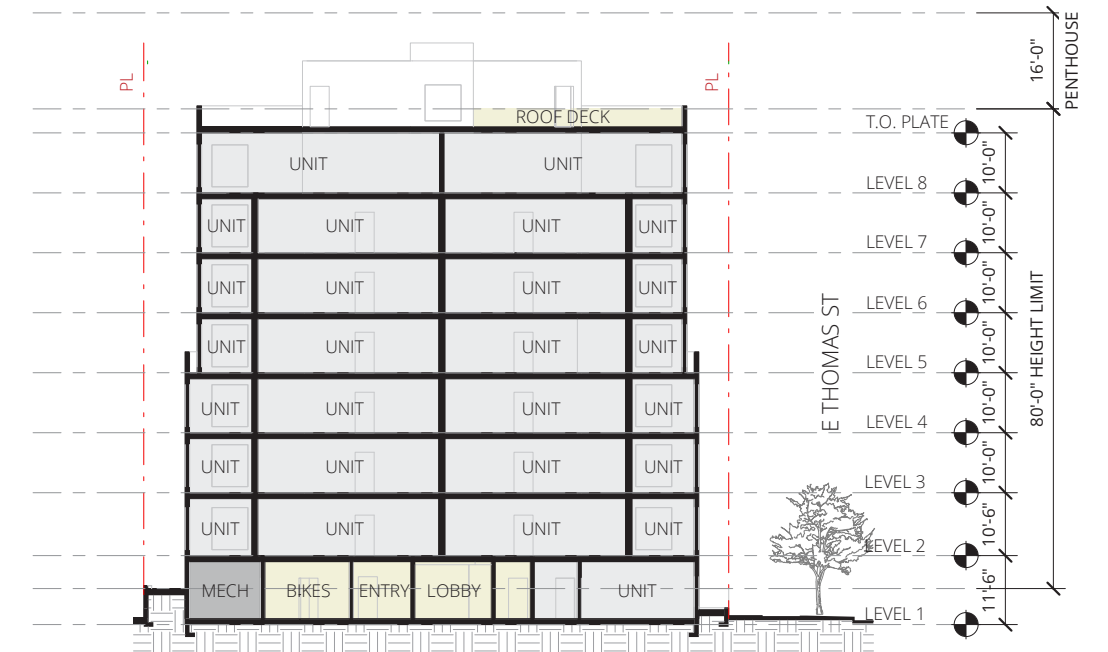 16'-0"
PENTHOUSE
PL
PL
ROOF DECK
T.O. PLATE
UNIT UNIT
10'-0"
LEVEL 8
UNIT UNIT UNIT UNIT
10'-0"
LEVEL 7
UNIT UNIT UNIT UNIT
10'-0"
LEVEL 6
UNIT UNIT UNIT UNIT
10'-0"
LEVEL 5
E THOMAS ST
80'-0" HEIGHT LIMIT
UNIT UNIT UNIT UNIT
10'-0"
LEVEL 4
UNIT UNIT UNIT UNIT
10'-0"
LEVEL 3
UNIT UNIT UNIT UNIT
10'-6"
LEVEL 2
MECH BIKES ENTRY LOBBY UNIT
11'-6"
LEVEL 1